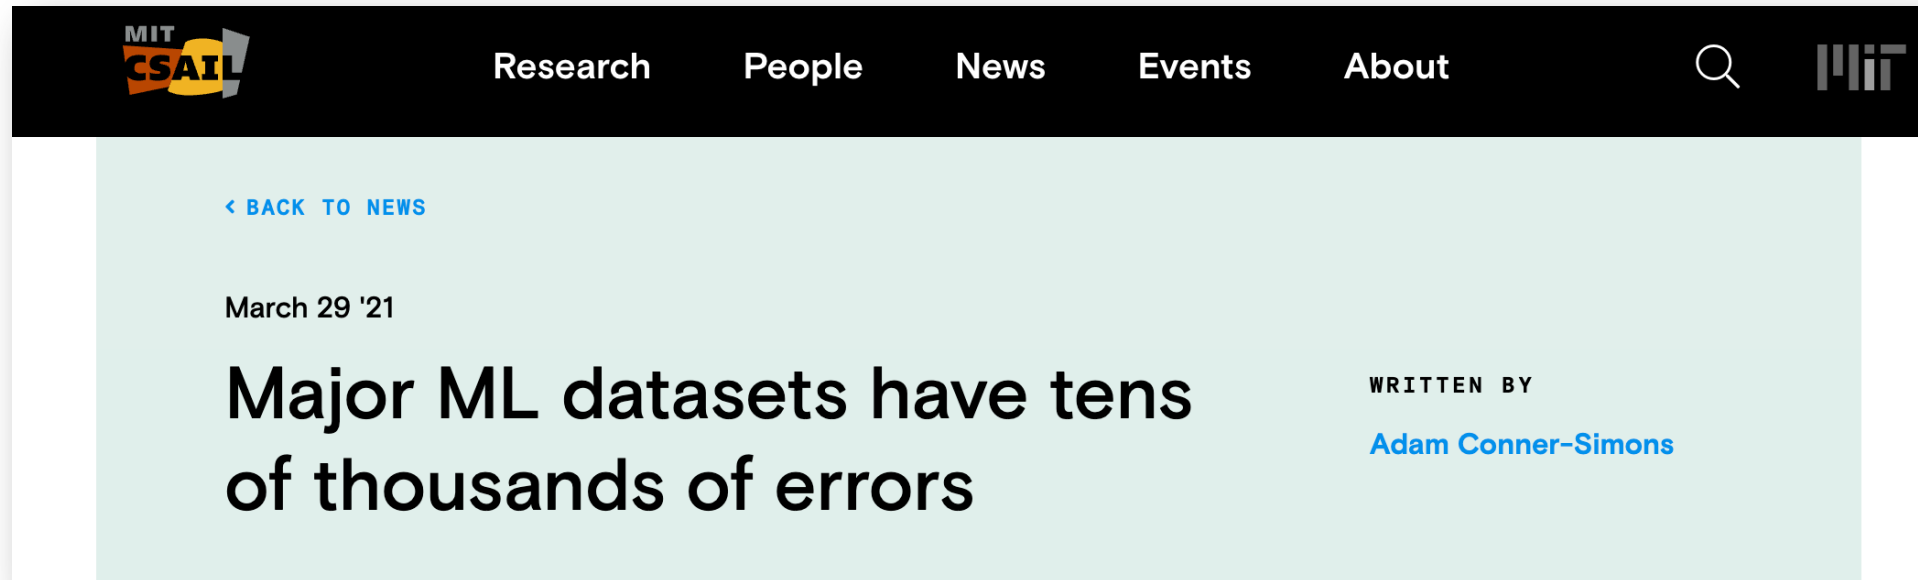 MIT
CSAIL
Research
People
News
Events
About
MIT
BACK TO NEWS
March 29 '21
Major ML datasets have tens
of thousands of errors
WRITTEN BY
Adam Conner-Simons